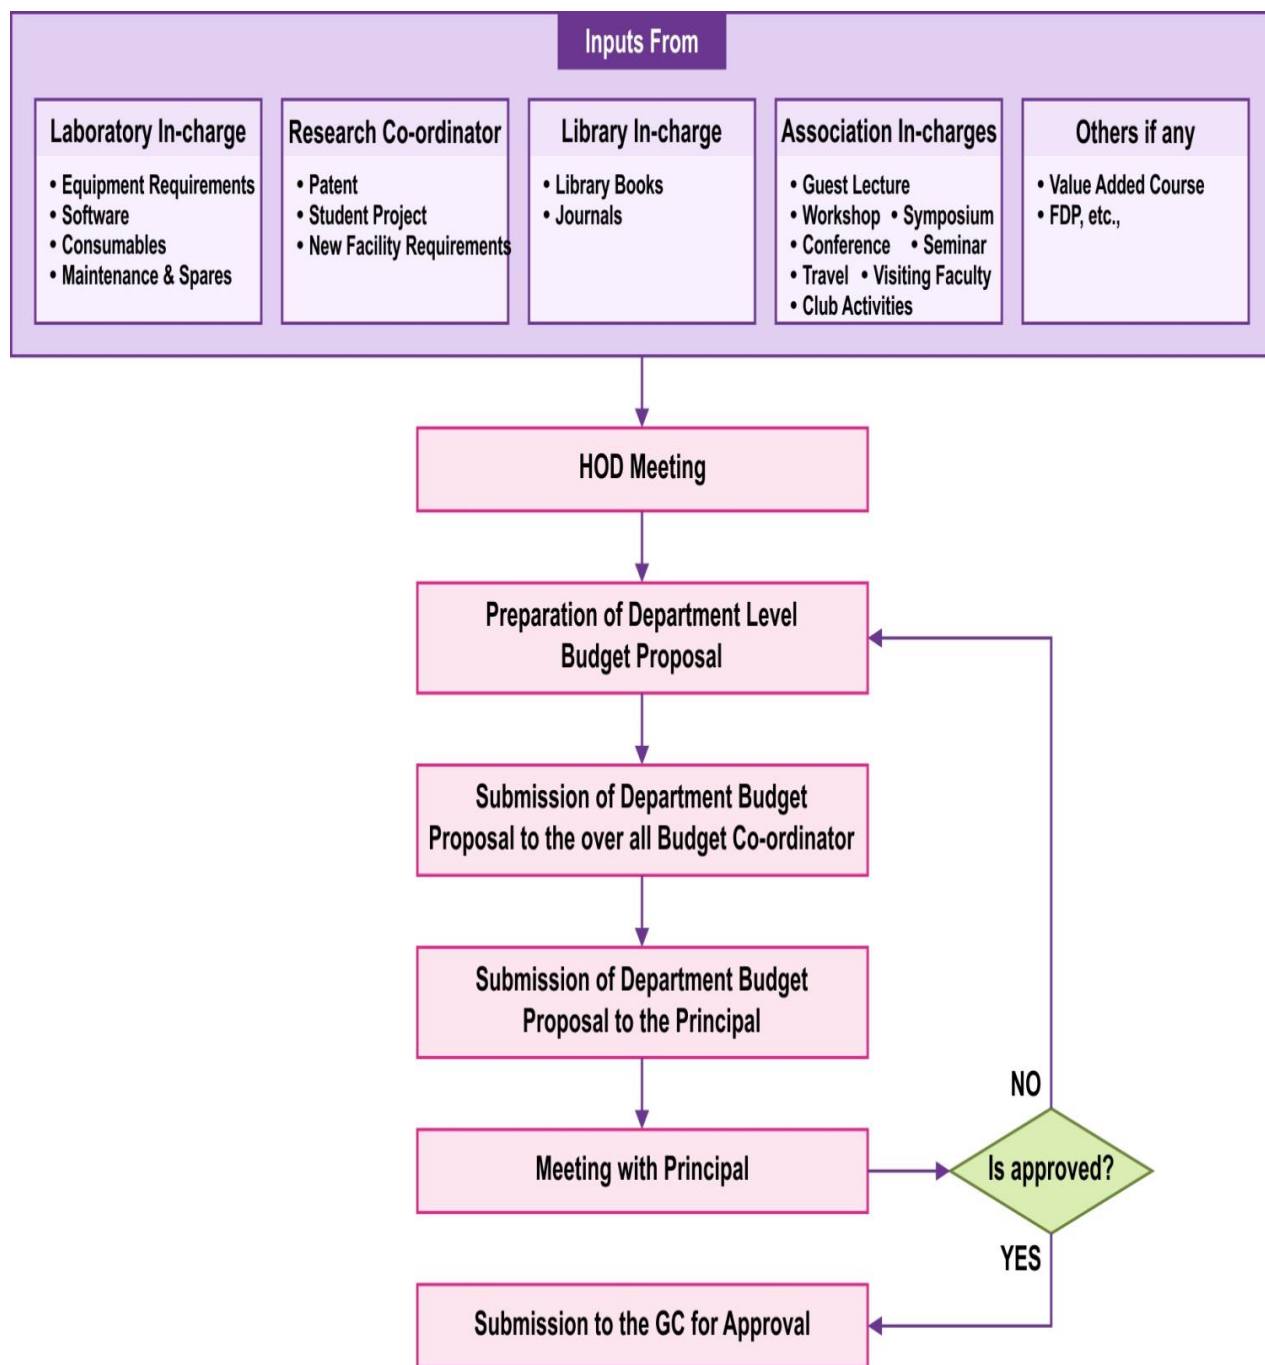 Inputs From
Laboratory In-charge
• Equipment Requirements
• Software
• Consumables
• Maintenance & Spares
Research Co-ordinator
• Patent
• Student Project
• New Facility Requirements
Library In-charge
• Library Books
• Journals
Association In-charges
• Guest Lecture
• Workshop • Symposium
• Conference • Seminar
• Travel • Visiting Faculty
• Club Activities
Others if any
• Value Added Course
• FDP, etc.,
HOD Meeting
Preparation of Department Level
Budget Proposal
Submission of Department Budget
Proposal to the over all Budget Co-ordinator
Submission of Department Budget
Proposal to the Principal
Meeting with Principal
Is approved?
NO
YES
Submission to the GC for Approval